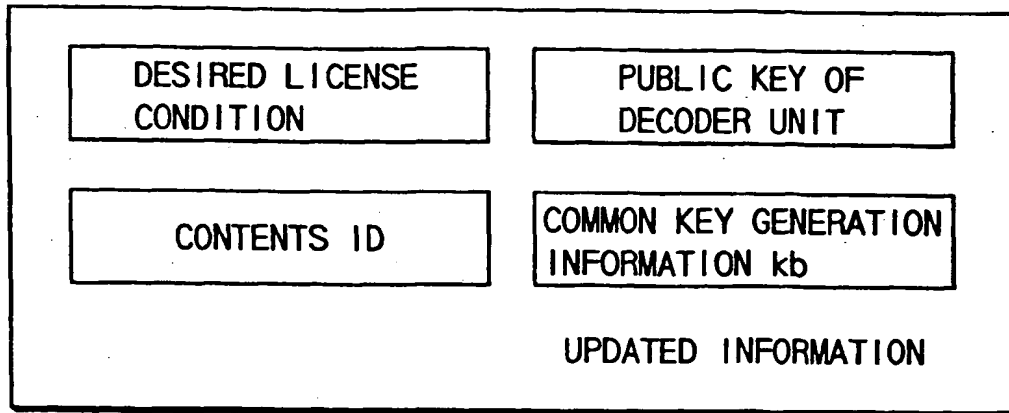 DESIRED LICENSE
CONDITION
PUBLIC KEY OF
DECODER UNIT
CONTENTS ID
COMMON KEY GENERATION
INFORMATION kb
UPDATED INFORMATION